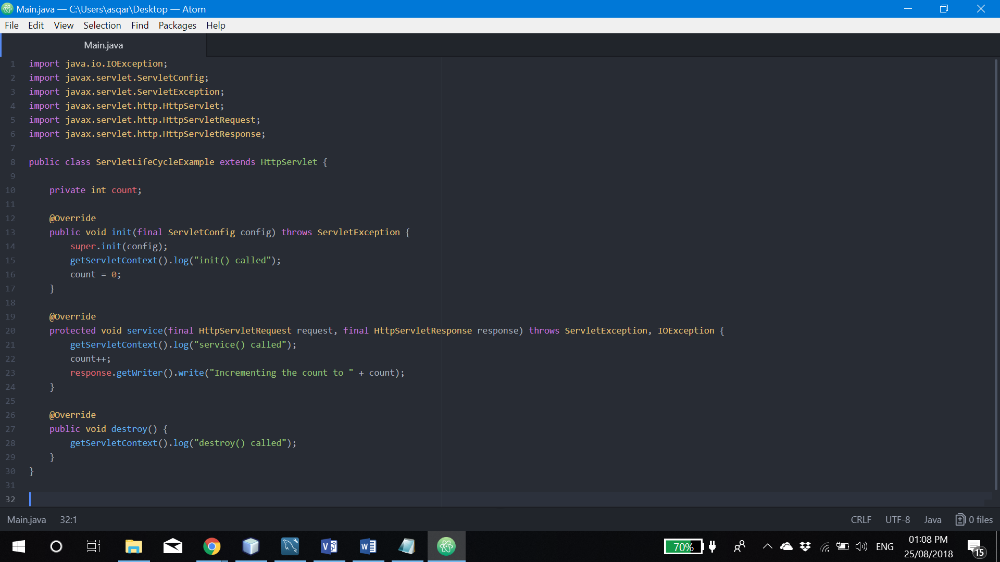 Main.java — C:\Users\asqar\Desktop — Atom
File Edit View Selection Find Packages Help
Main.java
1 import java.io.IOException;
2 import javax.servlet.ServletConfig;
3 import javax.servlet.ServletException;
4 import javax.servlet.http.HttpServlet;
5 import javax.servlet.http.HttpServletRequest;
6 import javax.servlet.http.HttpServletResponse;
7
8 public class ServletLifeCycleExample extends HttpServlet {
9
10     private int count;
11
12     @Override
13     public void init(final ServletConfig config) throws ServletException {
14         super.init(config);
15         getServletContext().log("init() called");
16         count = 0;
17     }
18
19     @Override
20     protected void service(final HttpServletRequest request, final HttpServletResponse response) throws ServletException, IOException {
21         getServletContext().log("service() called");
22         count++;
23         response.getWriter().write("Incrementing the count to " + count);
24     }
25
26     @Override
27     public void destroy() {
28         getServletContext().log("destroy() called");
29     }
30 }
31
32
Main.java 32:1 CRLF UTF-8 Java 0 files
70% ENG 01:08 PM
25/08/2018 15